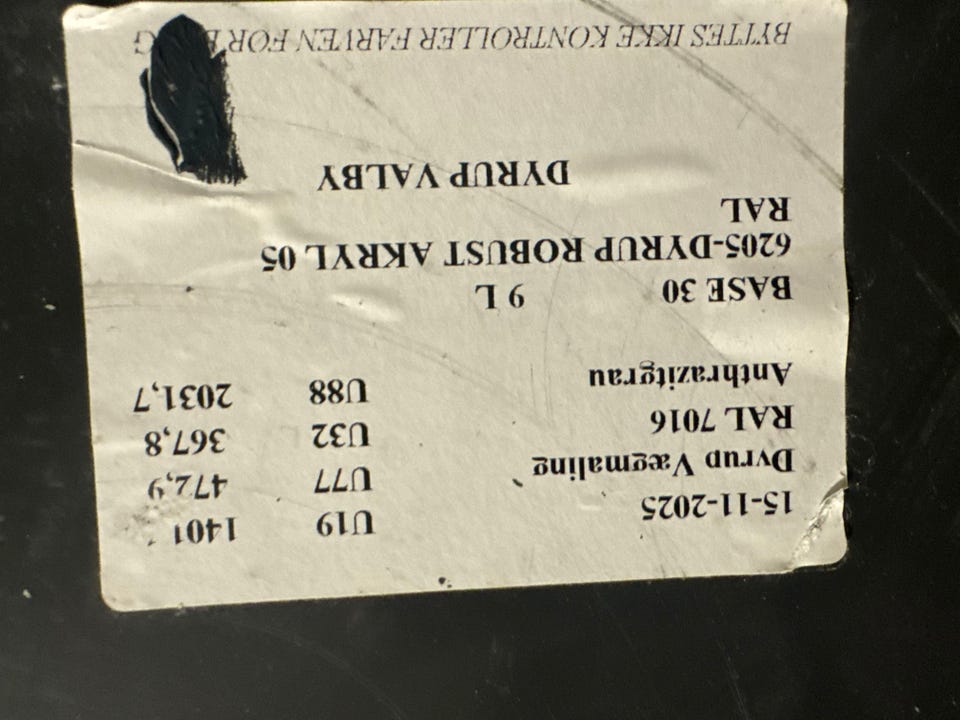 15-11-2025 U19 1401
Dyrup Vægmaling U77 472,9
RAL 7016 U32 367,8
Anthrazitgrau U88 2031,7
BASE 30 9 L
6205-DYRUP ROBUST AKRYL 05
RAL
DYRUP VALBY
BYTTES IKKE KONTROLLER FARVEN FOR